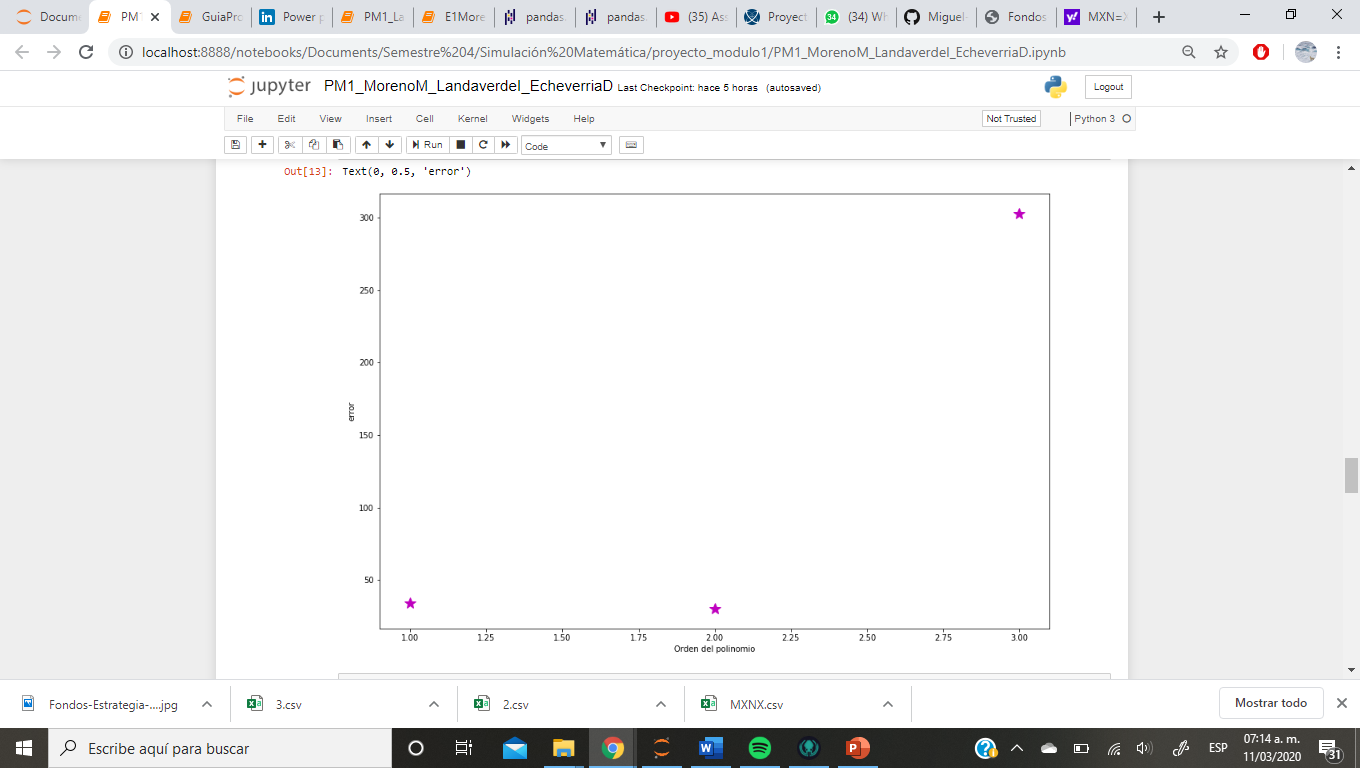 Docume
PM1
GuiaPro
Power p
PM1_La
E1More
pandas.
pandas.
(35) Ass
Proyect
(34) Wh
Miguel-
Fondos
MXN=X
localhost:8888/notebooks/Documents/Semestre%204/Simulación%20Matemática/proyecto_modulo1/PM1_MorenoM_Landaverdel_EcheverriaD.ipynb
jupyter PM1_MorenoM_Landaverdel_EcheverriaD Last Checkpoint: hace 5 horas (autosaved)
Logout
File Edit View Insert Cell Kernel Widgets Help
Not Trusted
Python 3
Run
Code
Out[13]: Text(0, 0.5, 'error')
300
250
200
150
100
50
error
1.00 1.25 1.50 1.75 2.00 2.25 2.50 2.75 3.00
Orden del polinomio
Fondos-Estrategia-....jpg
3.csv
2.csv
MXNX.csv
Mostrar todo
Escribe aquí para buscar
ESP
07:14 a. m.
11/03/2020
31